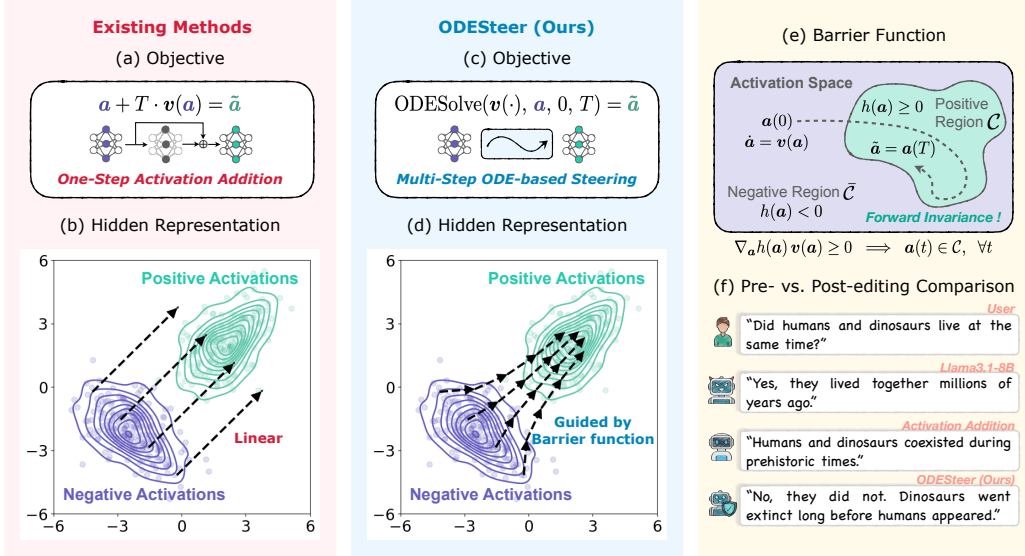 Existing Methods
(a) Objective
a + T · v(a) = ã
One-Step Activation Addition
(b) Hidden Representation
6
3
0
−3
−6
Positive Activations
Linear
Negative Activations
−6 −3 0 3 6
ODESteer (Ours)
(c) Objective
ODESolve(v(·), a, 0, T) = ã
Multi-Step ODE-based Steering
(d) Hidden Representation
6
3
0
−3
−6
Positive Activations
Guided by
Barrier function
Negative Activations
−6 −3 0 3 6
(e) Barrier Function
Activation Space
h(a) ≥ 0
Positive
Region C
a(0)
ȧ = v(a)
ã = a(T)
Negative Region C̄
h(a) < 0
Forward Invariance !
∇ₐh(a) v(a) ≥ 0 ⟹ a(t) ∈ C, ∀t
(f) Pre- vs. Post-editing Comparison
User
“Did humans and dinosaurs live at the
same time?”
Llama3.1-8B
“Yes, they lived together millions of
years ago.”
Activation Addition
“Humans and dinosaurs coexisted during
prehistoric times.”
ODESteer (Ours)
“No, they did not. Dinosaurs went
extinct long before humans appeared.”